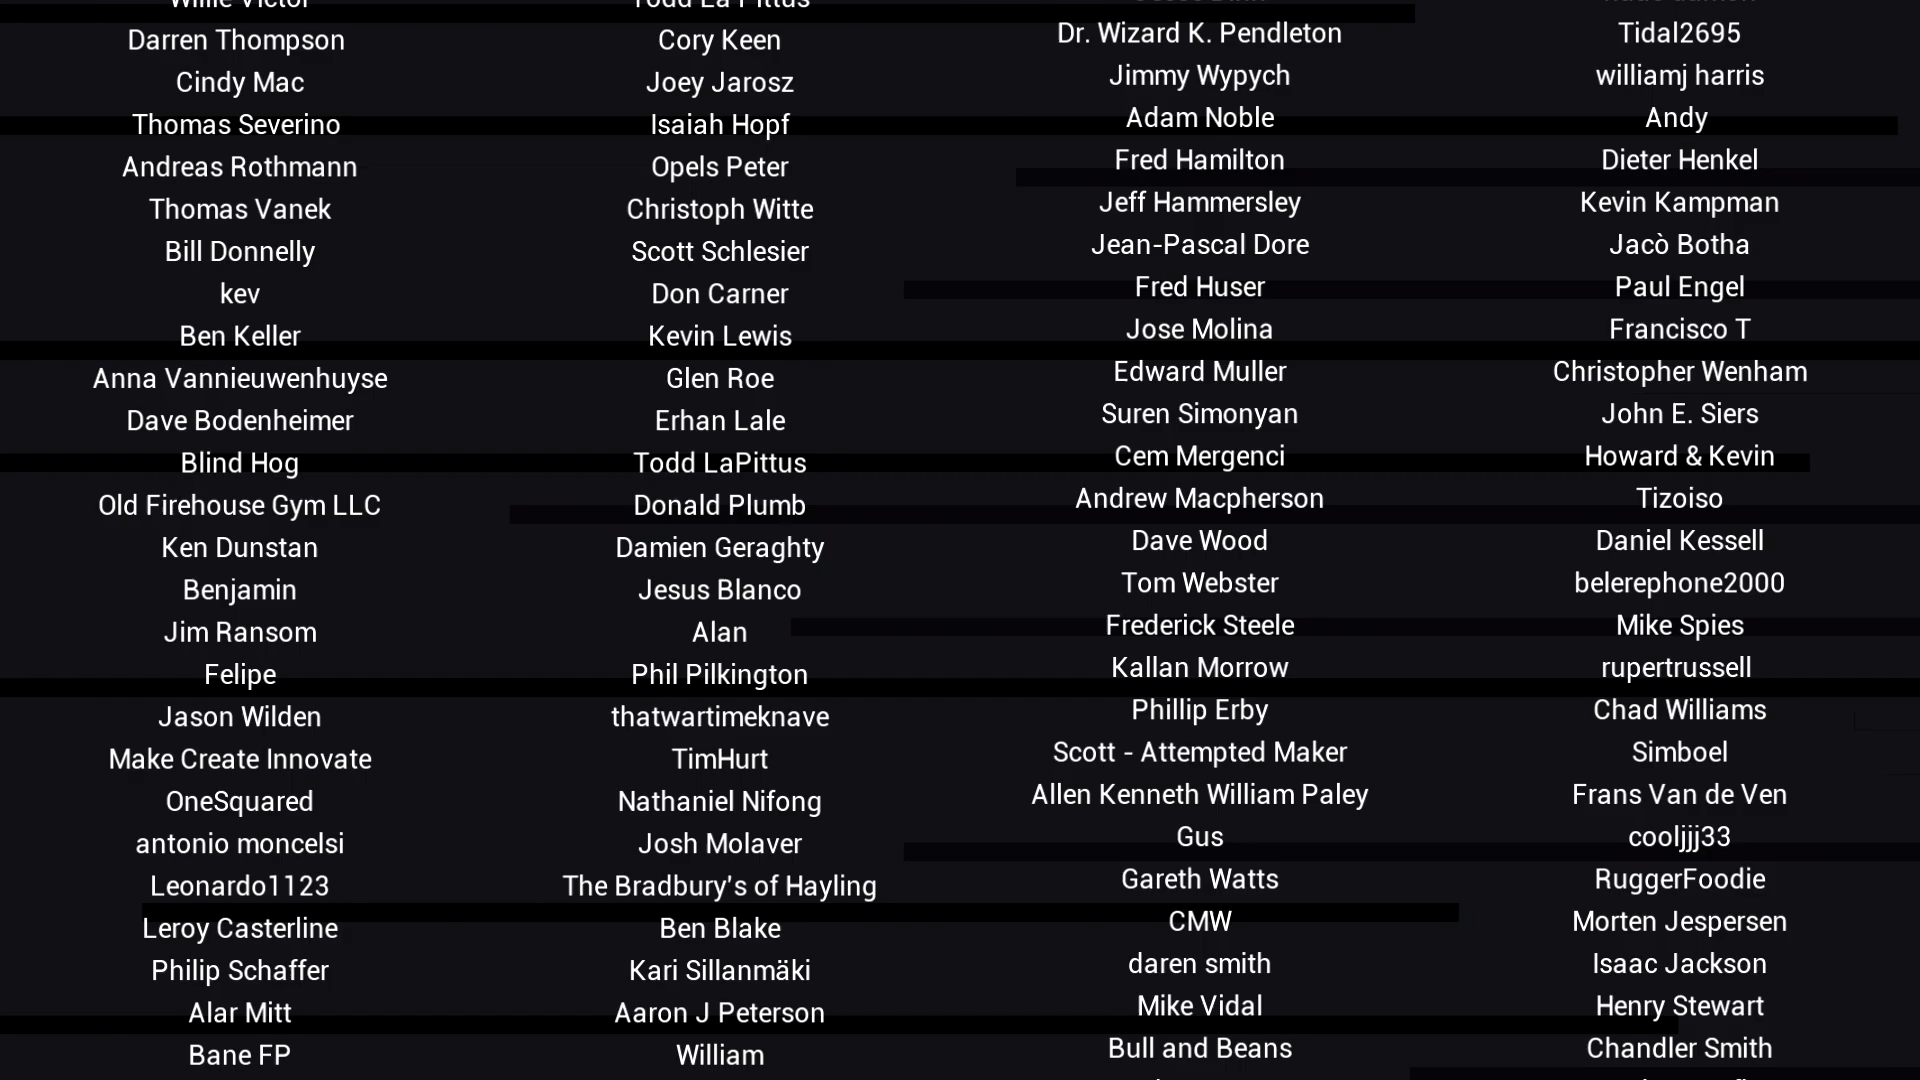 Willie Victor
Darren Thompson
Cindy Mac
Thomas Severino
Andreas Rothmann
Thomas Vanek
Bill Donnelly
kev
Ben Keller
Anna Vannieuwenhuyse
Dave Bodenheimer
Blind Hog
Old Firehouse Gym LLC
Ken Dunstan
Benjamin
Jim Ransom
Felipe
Jason Wilden
Make Create Innovate
OneSquared
antonio moncelsi
Leonardo1123
Leroy Casterline
Philip Schaffer
Alar Mitt
Bane FP
Todd La Pittus
Cory Keen
Joey Jarosz
Isaiah Hopf
Opels Peter
Christoph Witte
Scott Schlesier
Don Carner
Kevin Lewis
Glen Roe
Erhan Lale
Todd LaPittus
Donald Plumb
Damien Geraghty
Jesus Blanco
Alan
Phil Pilkington
thatwartimeknave
TimHurt
Nathaniel Nifong
Josh Molaver
The Bradbury's of Hayling
Ben Blake
Kari Sillanmäki
Aaron J Peterson
William
Dr. Wizard K. Pendleton
Jimmy Wypych
Adam Noble
Fred Hamilton
Jeff Hammersley
Jean-Pascal Dore
Fred Huser
Jose Molina
Edward Muller
Suren Simonyan
Cem Mergenci
Andrew Macpherson
Dave Wood
Tom Webster
Frederick Steele
Kallan Morrow
Phillip Erby
Scott - Attempted Maker
Allen Kenneth William Paley
Gus
Gareth Watts
CMW
daren smith
Mike Vidal
Bull and Beans
Tidal2695
williamj harris
Andy
Dieter Henkel
Kevin Kampman
Jacò Botha
Paul Engel
Francisco T
Christopher Wenham
John E. Siers
Howard & Kevin
Tizoiso
Daniel Kessell
belerephone2000
Mike Spies
rupertrussell
Chad Williams
Simboel
Frans Van de Ven
cooljjj33
RuggerFoodie
Morten Jespersen
Isaac Jackson
Henry Stewart
Chandler Smith